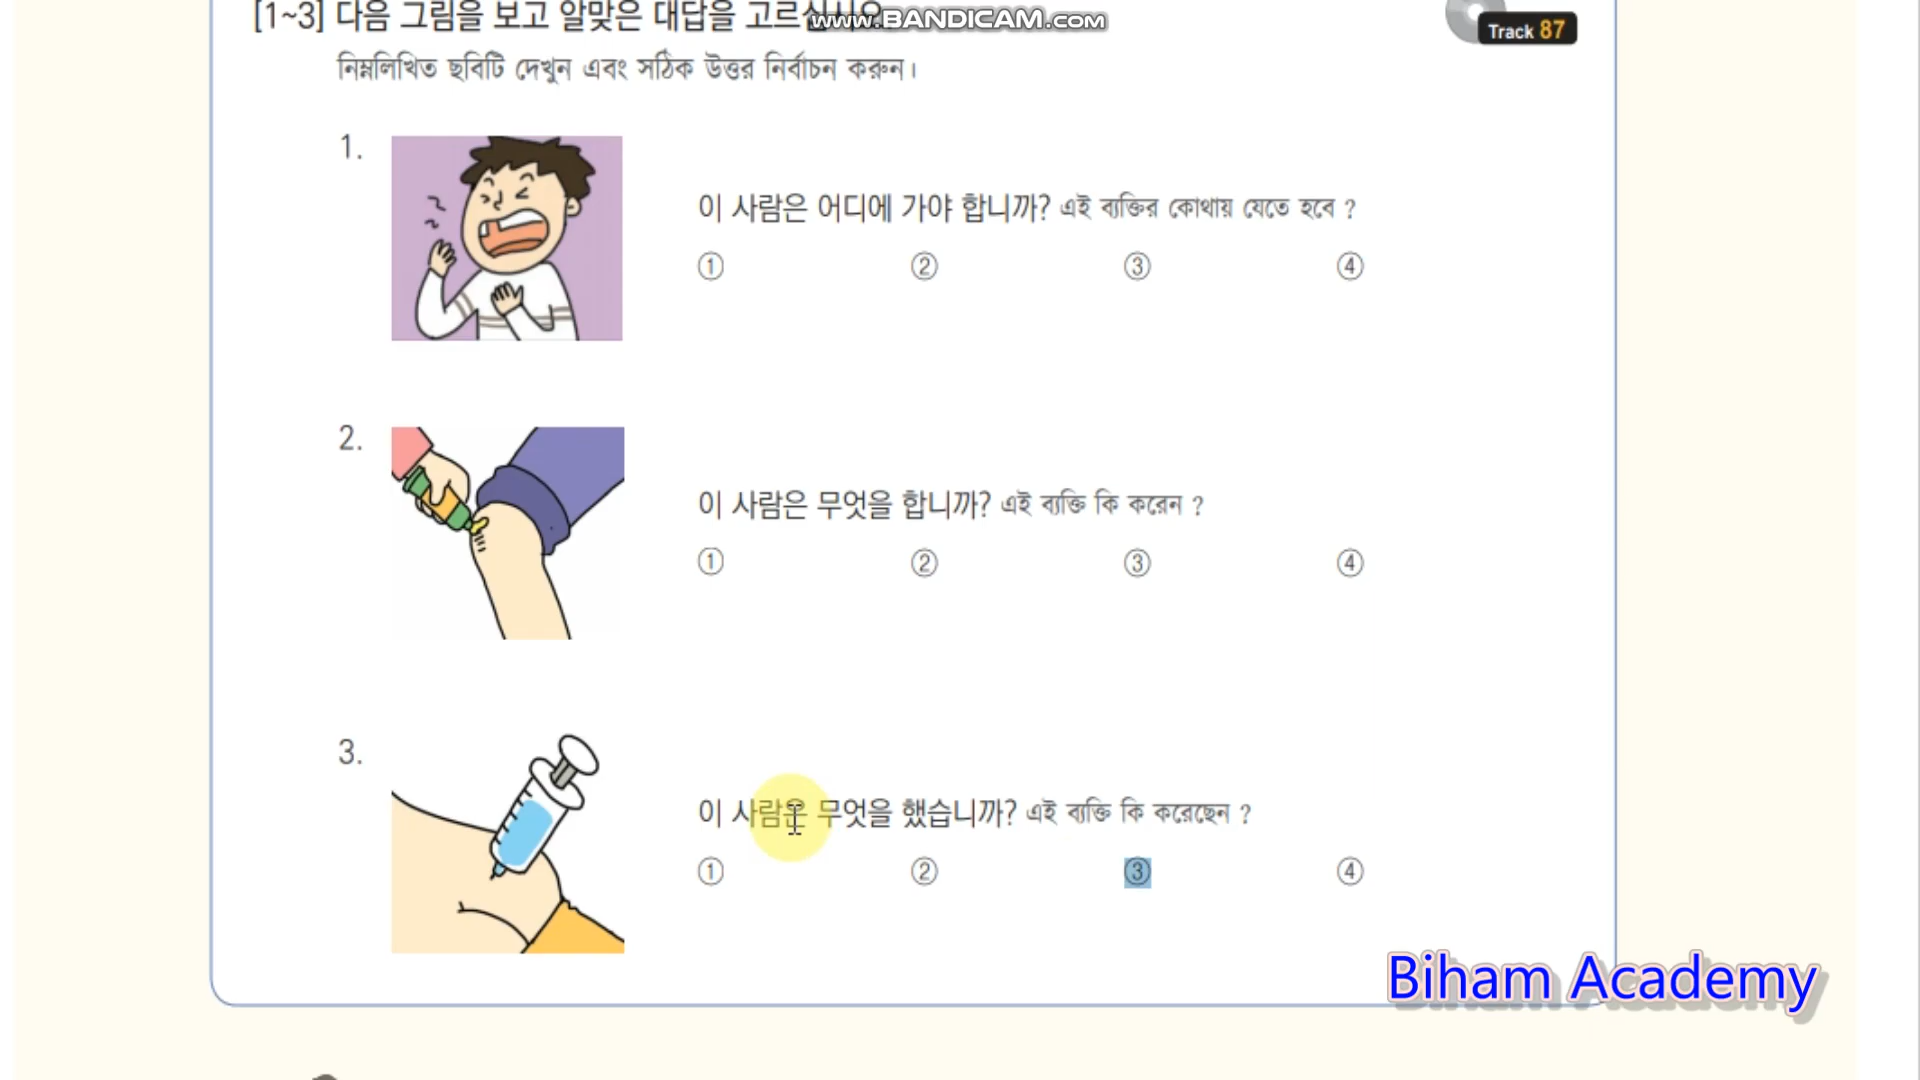 [1~3] 다음 그림을 보고 알맞은 대답을 고르십시오.
www.BANDICAM.com
Track 87
নিম্নলিখিত ছবিটি দেখুন এবং সঠিক উত্তর নির্বাচন করুন।
1.
이 사람은 어디에 가야 합니까? এই ব্যক্তির কোথায় যেতে হবে ?
① ② ③ ④
2.
이 사람은 무엇을 합니까? এই ব্যক্তি কি করেন ?
① ② ③ ④
3.
이 사람은 무엇을 했습니까? এই ব্যক্তি কি করেছেন ?
① ② ③ ④
Biham Academy